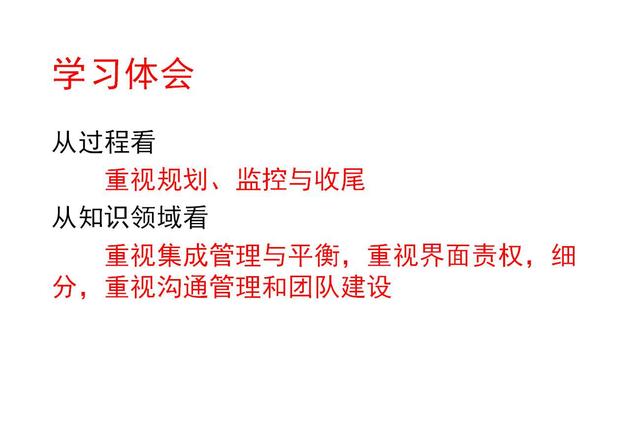 学习体会
从过程看
重视规划、监控与收尾
从知识领域看
重视集成管理与平衡，重视界面责权，细
分，重视沟通管理和团队建设